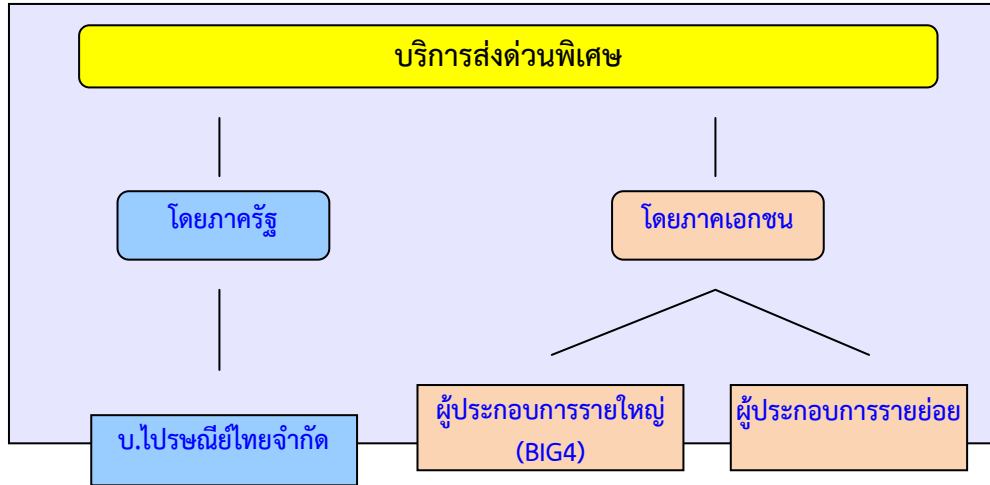 บริการส่งด่วนพิเศษ
โดยภาครัฐ
โดยภาคเอกชน
บ.ไปรษณีย์ไทยจำกัด
ผู้ประกอบการรายใหญ่
(BIG4)
ผู้ประกอบการรายย่อย